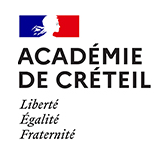 ACADÉMIE
DE CRÉTEIL
Liberté
Égalité
Fraternité